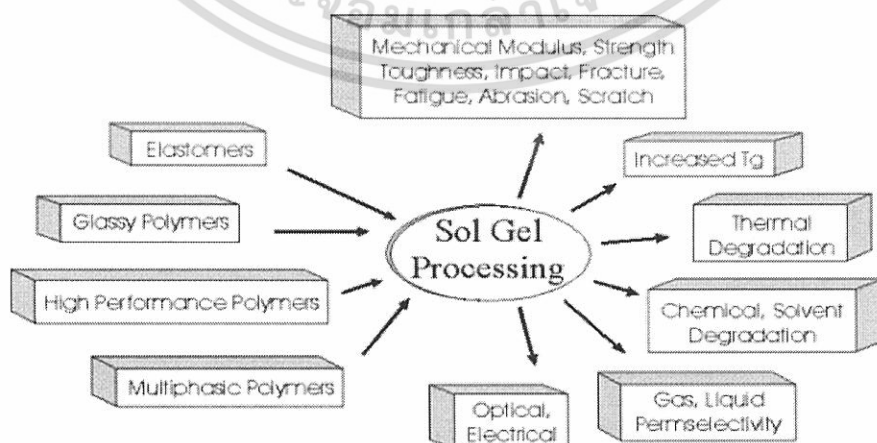 Mechanical Modulus, Strength
Toughness, Impact, Fracture,
Fatigue, Abrasion, Scratch
Elastomers
Increased Tg
Glassy Polymers
Sol Gel
Processing
Thermal
Degradation
High Performance Polymers
Chemical, Solvent
Degradation
Multiphasic Polymers
Optical,
Electrical
Gas, Liquid
Permselectivity